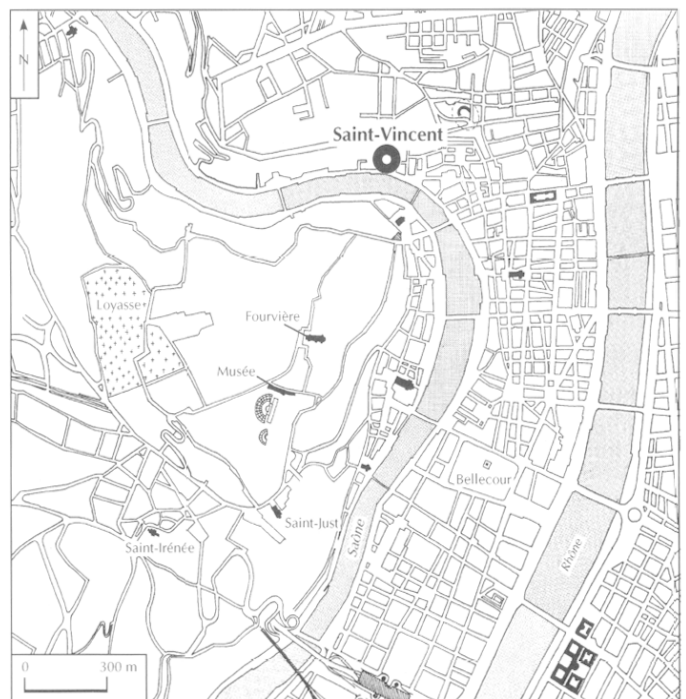 N
Saint-Vincent
Loyasse
Fourvière
Musée
Bellecour
Saint-Just
Saône
Rhône
Saint-Irénée
0 300 m